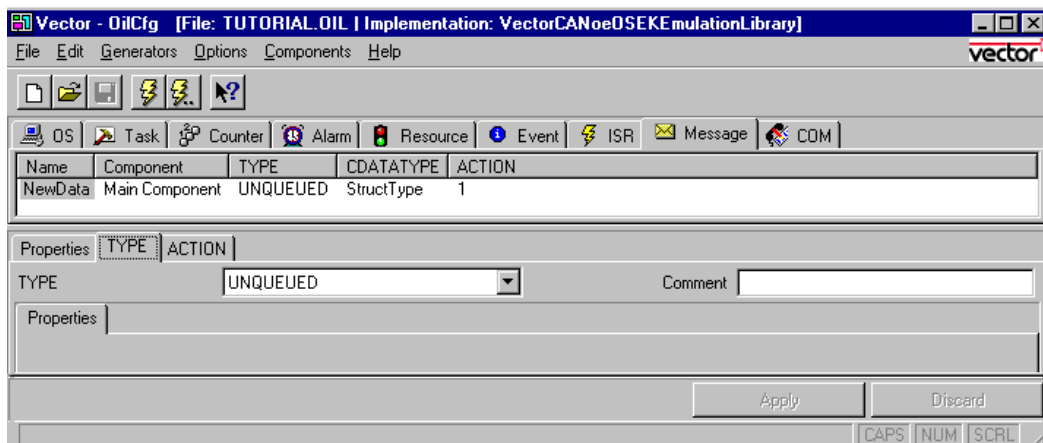 Vector - OilCfg [File: TUTORIAL.OIL | Implementation: VectorCANoeOSEKEmulationLibrary]
File Edit Generators Options Components Help
vector
OS Task Counter Alarm Resource Event ISR Message COM
Name Component TYPE CDATATYPE ACTION
NewData Main Component UNQUEUED StructType 1
Properties TYPE ACTION
TYPE UNQUEUED Comment
Properties
Apply Discard
CAPS NUM SCRL